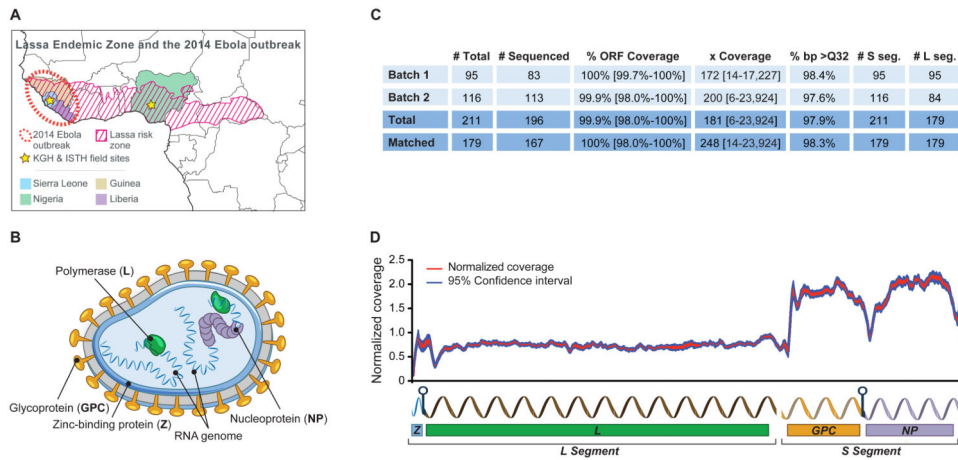 A
Lassa Endemic Zone and the 2014 Ebola outbreak
2014 Ebola
outbreak
Lassa risk
zone
KGH & ISTH field sites
Sierra Leone
Guinea
Nigeria
Liberia
B
Polymerase (L)
Glycoprotein (GPC)
Zinc-binding protein (Z)
RNA genome
Nucleoprotein (NP)
C
# Total # Sequenced % ORF Coverage x Coverage % bp >Q32 # S seg. # L seg.
Batch 1 95 83 100% [99.7%-100%] 172 [14-17,227] 98.4% 95 95
Batch 2 116 113 99.9% [98.0%-100%] 200 [6-23,924] 97.6% 116 84
Total 211 196 99.9% [98.0%-100%] 181 [6-23,924] 97.9% 211 179
Matched 179 167 100% [98.0%-100%] 248 [14-23,924] 98.3% 179 179
D
Normalized coverage
2.5
2.0
1.5
1.0
0.5
0
Normalized coverage
95% Confidence interval
Z L GPC NP
L Segment S Segment